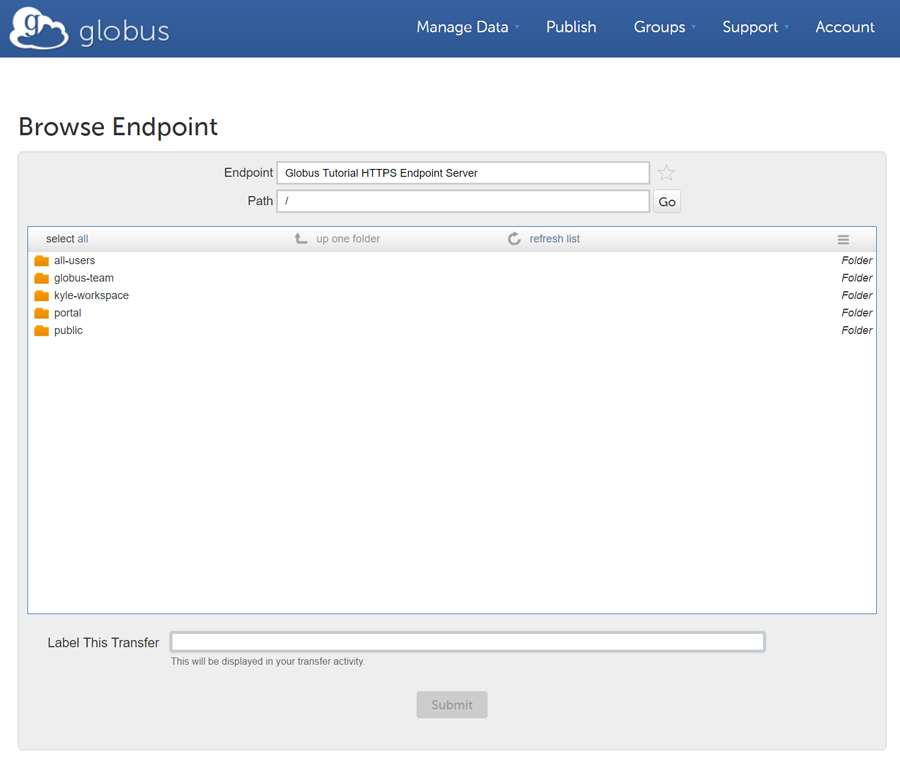 g globus Manage Data Publish Groups Support Account
Browse Endpoint
Endpoint Globus Tutorial HTTPS Endpoint Server
Path / Go
select all up one folder refresh list
all-users Folder
globus-team Folder
kyle-workspace Folder
portal Folder
public Folder
Label This Transfer
This will be displayed in your transfer activity.
Submit